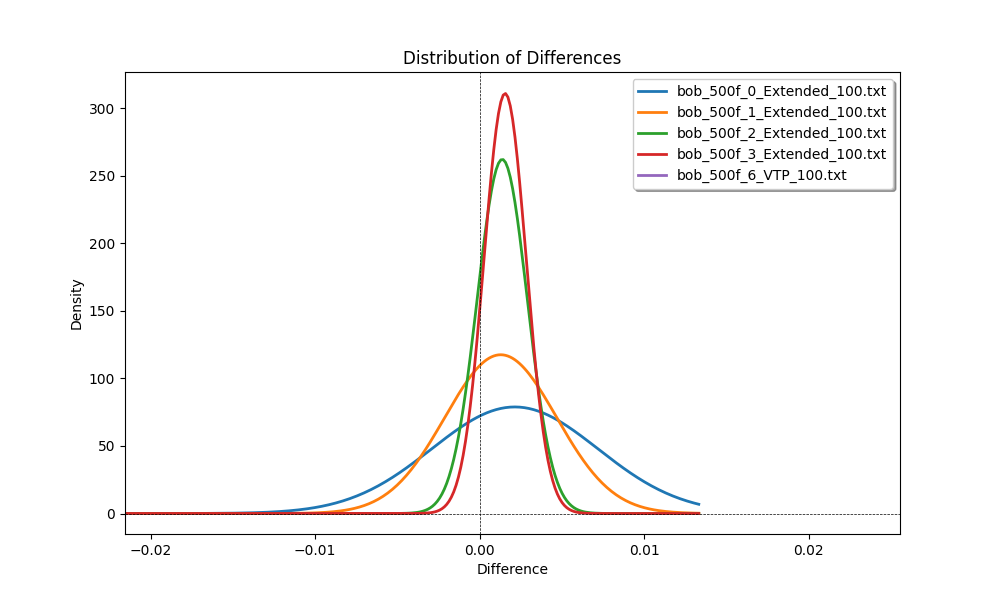 Distribution of Differences
bob_500f_0_Extended_100.txt
bob_500f_1_Extended_100.txt
bob_500f_2_Extended_100.txt
bob_500f_3_Extended_100.txt
bob_500f_6_VTP_100.txt
300
250
200
150
100
50
0
Density
−0.02
−0.01
0.00
0.01
0.02
Difference